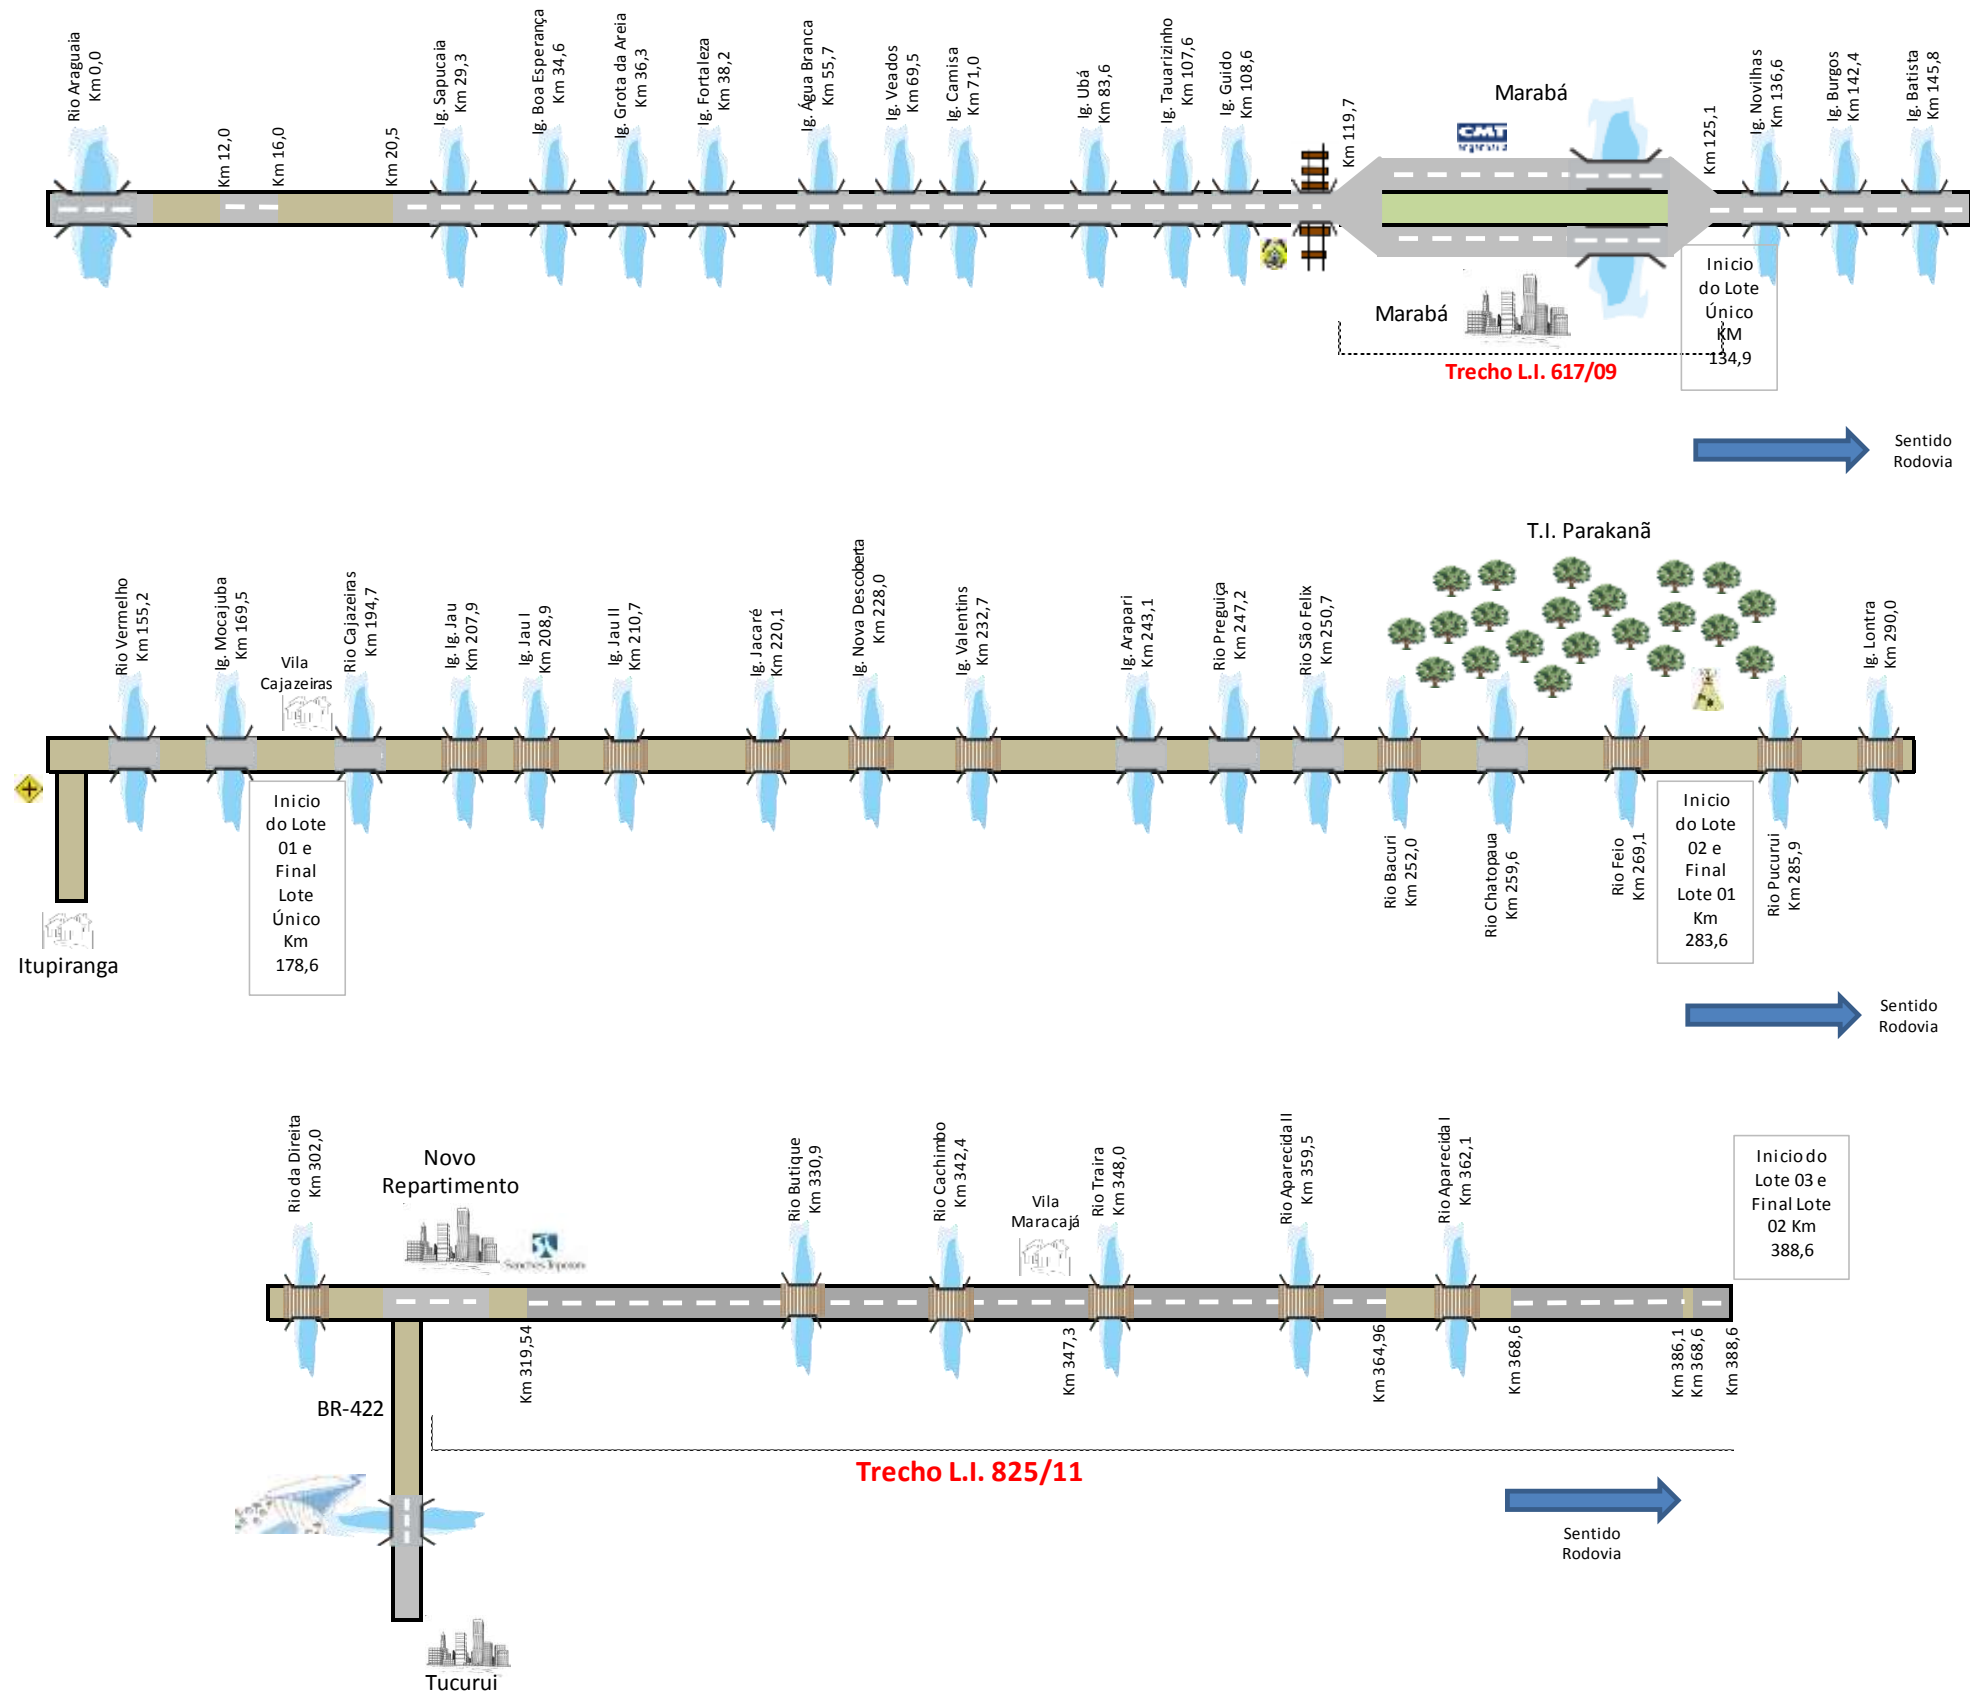 Rio Araguaia
Km 0,0
Km 12,0
Km 16,0
Km 20,5
Ig. Sapucaia
Km 29,3
Ig. Boa Esperança
Km 34,6
Ig. Grota da Areia
Km 36,3
Ig. Fortaleza
Km 38,2
Ig. Água Branca
Km 55,7
Ig. Veados
Km 69,5
Ig. Camisa
Km 71,0
Ig. Ubá
Km 83,6
Ig. Tauarizinho
Km 107,6
Ig. Guido
Km 108,6
Km 119,7
Marabá
CMT
Engenharia
Km 125,1
Ig. Novilhas
Km 136,6
Ig. Burgos
Km 142,4
Ig. Batista
Km 145,8
Marabá
Trecho L.I. 617/09
Inicio
do Lote
Único
KM
134,9
Sentido
Rodovia
T.I. Parakanã
Rio Vermelho
Km 155,2
Ig. Mocajuba
Km 169,5
Vila
Cajazeiras
Rio Cajazeiras
Km 194,7
Ig. Ig. Jau
Km 207,9
Ig. Jau I
Km 208,9
Ig. Jau II
Km 210,7
Ig. Jacaré
Km 220,1
Ig. Nova Descoberta
Km 228,0
Ig. Valentins
Km 232,7
Ig. Arapari
Km 243,1
Rio Preguiça
Km 247,2
Rio São Felix
Km 250,7
Ig. Lontra
Km 290,0
Itupiranga
Inicio
do Lote
01 e
Final
Lote
Único
Km
178,6
Rio Bacuri
Km 252,0
Rio Chatopaua
Km 259,6
Rio Feio
Km 269,1
Inicio
do Lote
02 e
Final
Lote 01
Km
283,6
Rio Pucurui
Km 285,9
Sentido
Rodovia
Rio da Direita
Km 302,0
Novo
Repartimento
Sanches Tripoloni
Rio Butique
Km 330,9
Rio Cachimbo
Km 342,4
Vila
Maracajá
Rio Traira
Km 348,0
Rio Aparecida II
Km 359,5
Rio Aparecida I
Km 362,1
Inicio do
Lote 03 e
Final Lote
02 Km
388,6
Km 319,54
Km 347,3
Km 364,96
Km 368,6
Km 386,1
Km 368,6
Km 388,6
BR-422
Trecho L.I. 825/11
Sentido
Rodovia
Tucurui